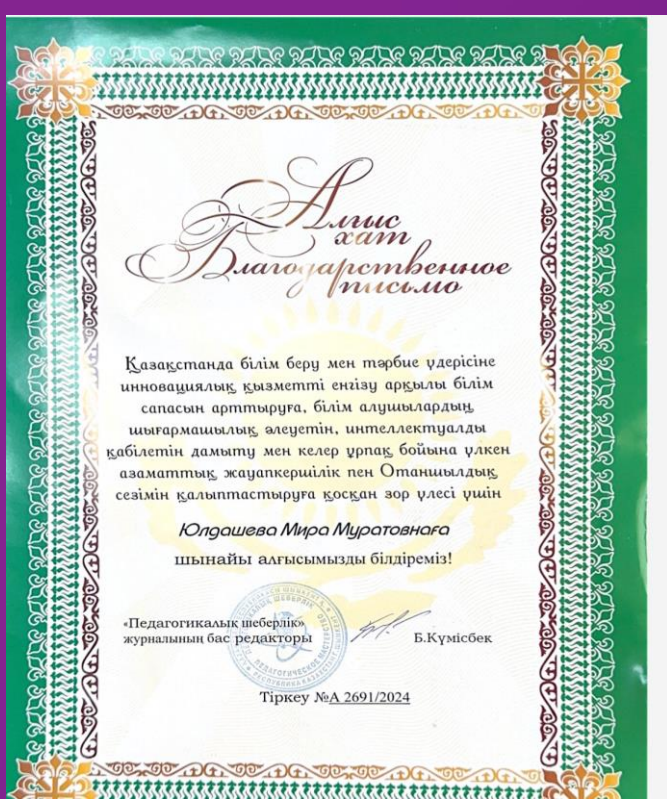 Алғыс
хат
Благодарственное
письмо
Қазақстанда білім беру мен тәрбие үдерісіне
инновациялық қызметті енгізу арқылы білім
сапасын арттыруға, білім алушылардың
шығармашылық әлеуетін, интеллектуалды
қабілетін дамыту мен келер ұрпақ бойына үлкен
азаматтық жауапкершілік пен Отаншылдық
сезімін қалыптастыруға қосқан зор үлесі үшін
Юлдашева Мира Муратовнаға
шынайы алғысымызды білдіреміз!
«Педагогикалық шеберлік»
журналының бас редакторы Б.Күмісбек
Тіркеу №А 2691/2024